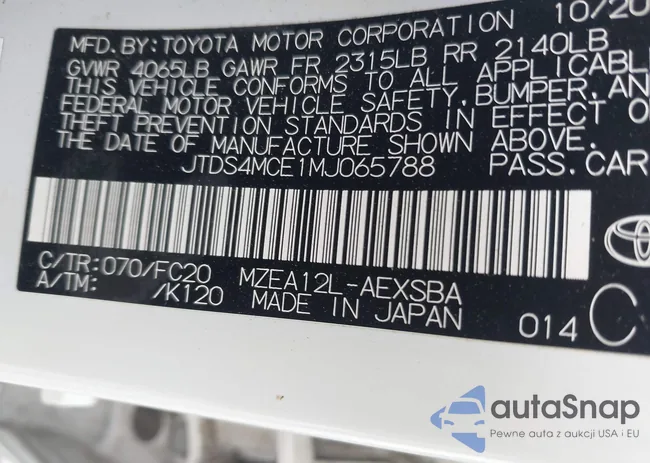 MFD.BY: TOYOTA MOTOR CORPORATION 10/20
GVWR 4065LB GAWR FR 2315LB RR 2140LB
THIS VEHICLE CONFORMS TO ALL APPLICABL
FEDERAL MOTOR VEHICLE SAFETY, BUMPER, AN
THEFT PREVENTION STANDARDS IN EFFECT O
THE DATE OF MANUFACTURE SHOWN ABOVE.
JTDS4MCE1MJ065788 PASS.CAR
C/TR:070/FC20 MZEA12L-AEXSBA
A/TM: /K120 MADE IN JAPAN 014 C
autaSnap
Pewne auta z aukcji USA i EU